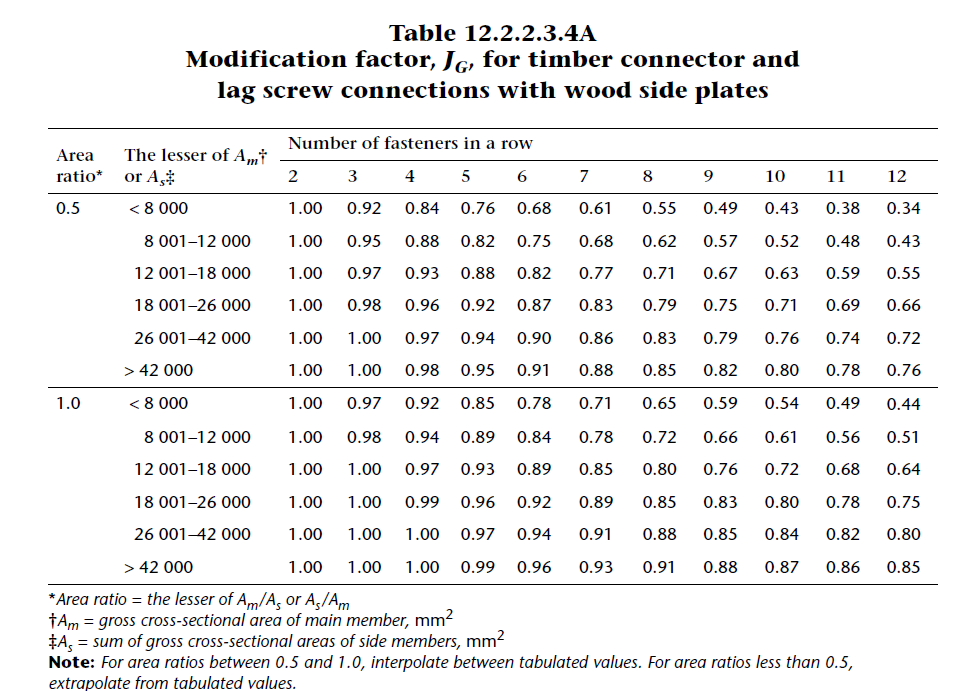 Table 12.2.2.3.4A
Modification factor, J_G, for timber connector and
lag screw connections with wood side plates
Area ratio* The lesser of A_m† or A_s‡ Number of fasteners in a row
2 3 4 5 6 7 8 9 10 11 12
0.5 < 8 000 1.00 0.92 0.84 0.76 0.68 0.61 0.55 0.49 0.43 0.38 0.34
8 001–12 000 1.00 0.95 0.88 0.82 0.75 0.68 0.62 0.57 0.52 0.48 0.43
12 001–18 000 1.00 0.97 0.93 0.88 0.82 0.77 0.71 0.67 0.63 0.59 0.55
18 001–26 000 1.00 0.98 0.96 0.92 0.87 0.83 0.79 0.75 0.71 0.69 0.66
26 001–42 000 1.00 1.00 0.97 0.94 0.90 0.86 0.83 0.79 0.76 0.74 0.72
> 42 000 1.00 1.00 0.98 0.95 0.91 0.88 0.85 0.82 0.80 0.78 0.76
1.0 < 8 000 1.00 0.97 0.92 0.85 0.78 0.71 0.65 0.59 0.54 0.49 0.44
8 001–12 000 1.00 0.98 0.94 0.89 0.84 0.78 0.72 0.66 0.61 0.56 0.51
12 001–18 000 1.00 1.00 0.97 0.93 0.89 0.85 0.80 0.76 0.72 0.68 0.64
18 001–26 000 1.00 1.00 0.99 0.96 0.92 0.89 0.85 0.83 0.80 0.78 0.75
26 001–42 000 1.00 1.00 1.00 0.97 0.94 0.91 0.88 0.85 0.84 0.82 0.80
> 42 000 1.00 1.00 1.00 0.99 0.96 0.93 0.91 0.88 0.87 0.86 0.85
*Area ratio = the lesser of A_m/A_s or A_s/A_m
†A_m = gross cross-sectional area of main member, mm²
‡A_s = sum of gross cross-sectional areas of side members, mm²
Note: For area ratios between 0.5 and 1.0, interpolate between tabulated values. For area ratios less than 0.5,
extrapolate from tabulated values.